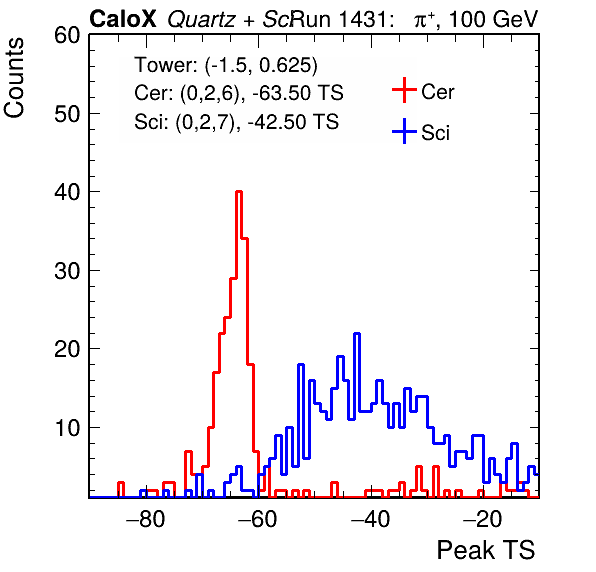 CaloX Quartz + ScRun 1431: π⁺, 100 GeV
Counts
60
50
40
30
20
10
Tower: (-1.5, 0.625)
Cer: (0,2,6), -63.50 TS
Sci: (0,2,7), -42.50 TS
Cer
Sci
−80 −60 −40 −20
Peak TS